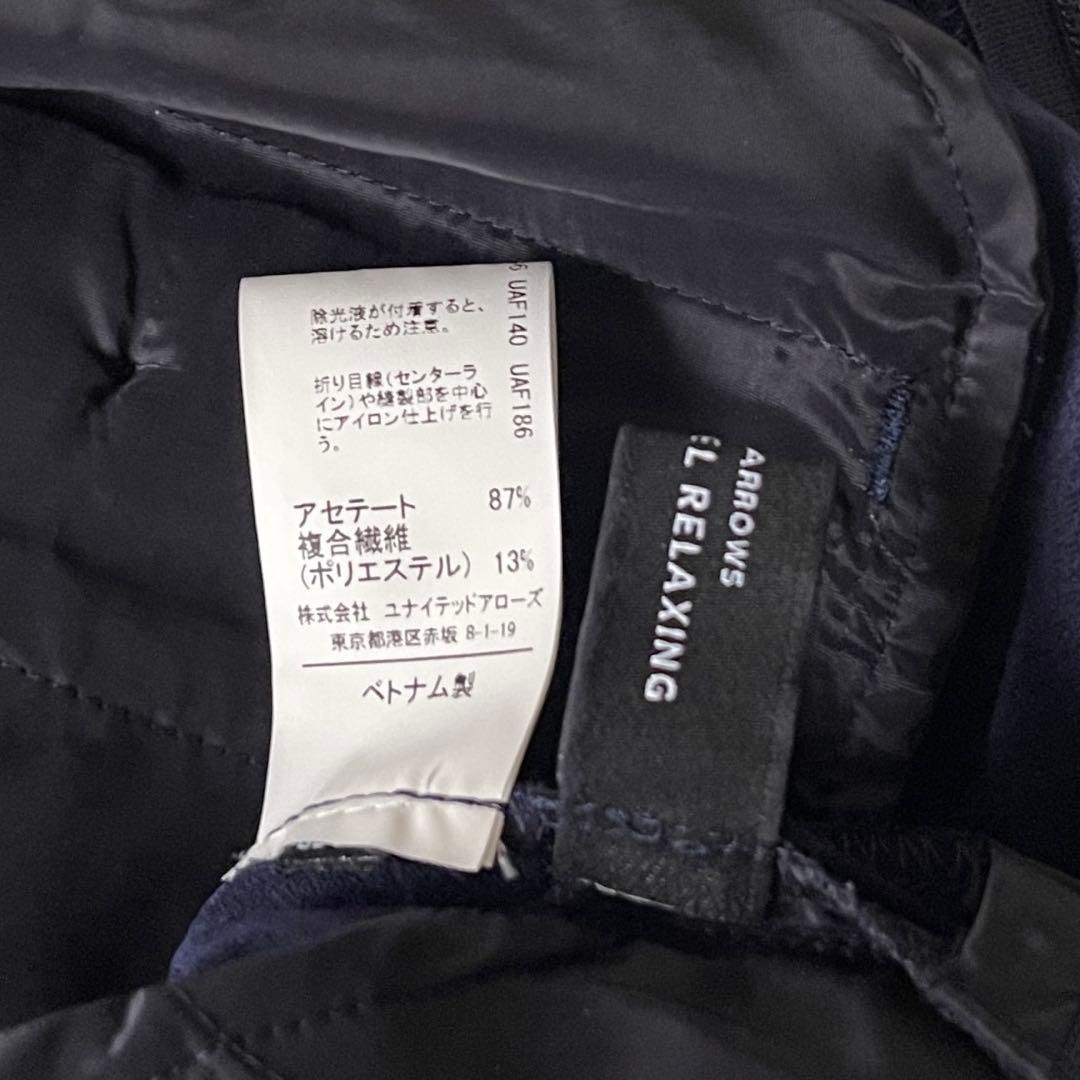 除光液が付着すると、
溶けるため注意。
折り目線(センターラ
イン)や縫製部を中心
にアイロン仕上げを行
う。
アセテート 87%
複合繊維
(ポリエステル) 13%
株式会社 ユナイテッドアローズ
東京都港区赤坂 8-1-19
ベトナム製
6 UAF140 UAF186
ARROWS
EL RELAXING